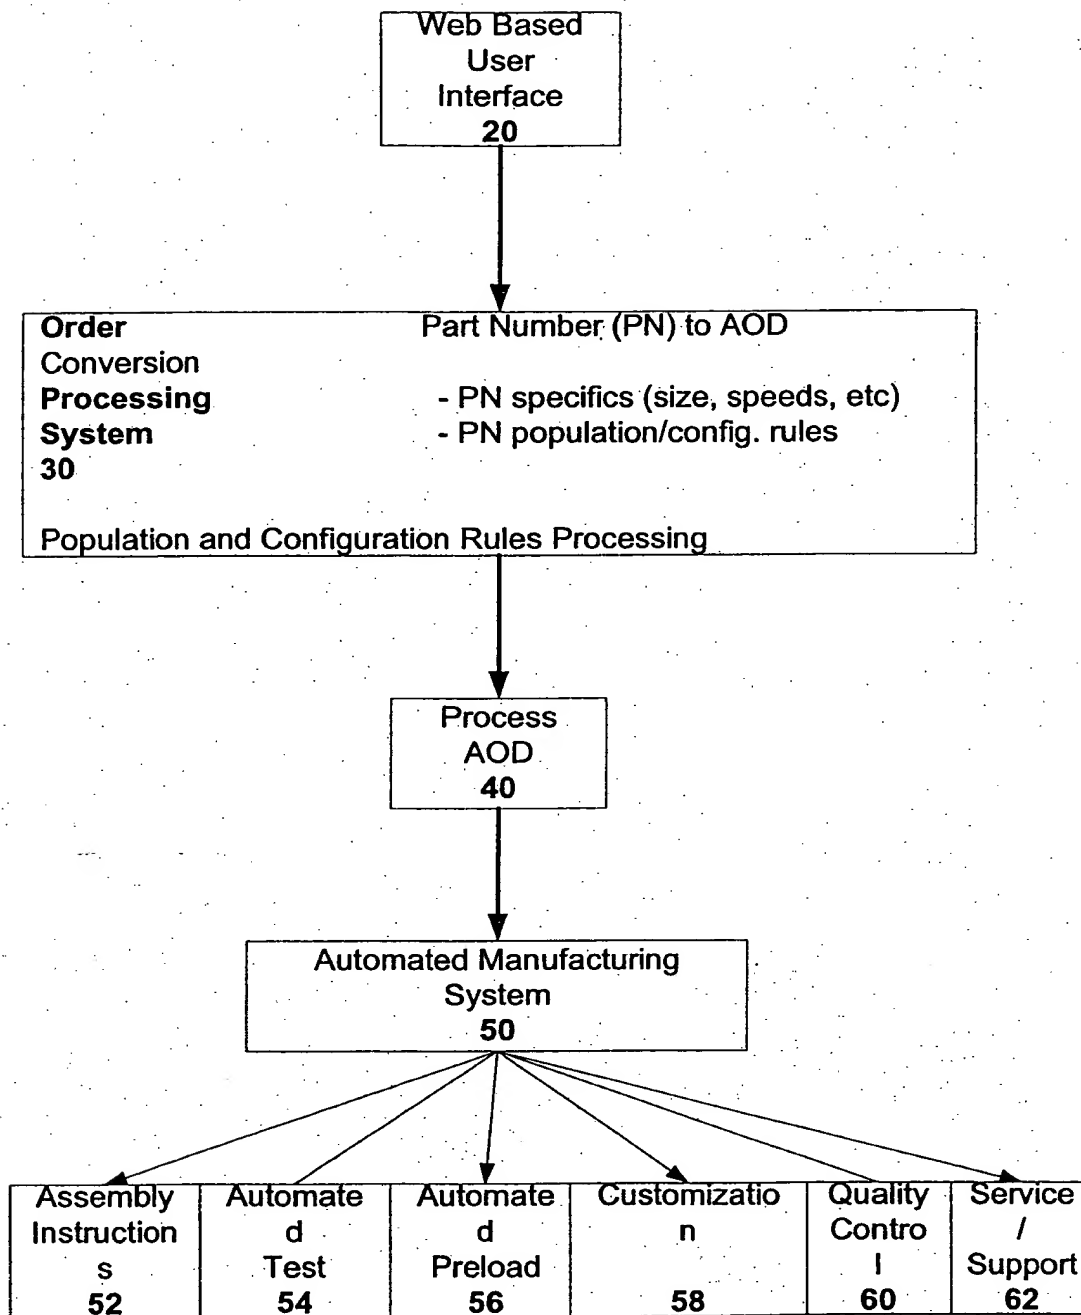 Web Based
User
Interface
20
Order
Part Number (PN) to AOD
Conversion
Processing
- PN specifics (size, speeds, etc)
System
- PN population/config. rules
30
Population and Configuration Rules Processing
Process
AOD
40
Automated Manufacturing
System
50
Assembly
Instruction
s
52
Automate
d
Test
54
Automate
d
Preload
56
Customizatio
n
58
Quality
Contro
l
60
Service
/
Support
62